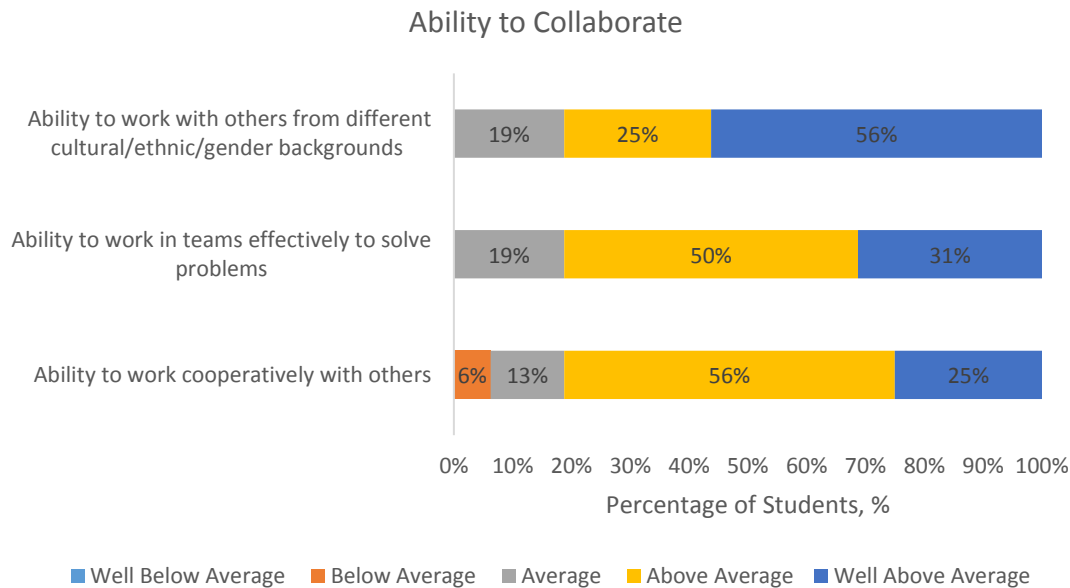 Ability to Collaborate
Ability to work with others from different
cultural/ethnic/gender backgrounds
19% 25% 56%
Ability to work in teams effectively to solve
problems
19% 50% 31%
Ability to work cooperatively with others
6% 13% 56% 25%
0% 10% 20% 30% 40% 50% 60% 70% 80% 90% 100%
Percentage of Students, %
Well Below Average Below Average Average Above Average Well Above Average